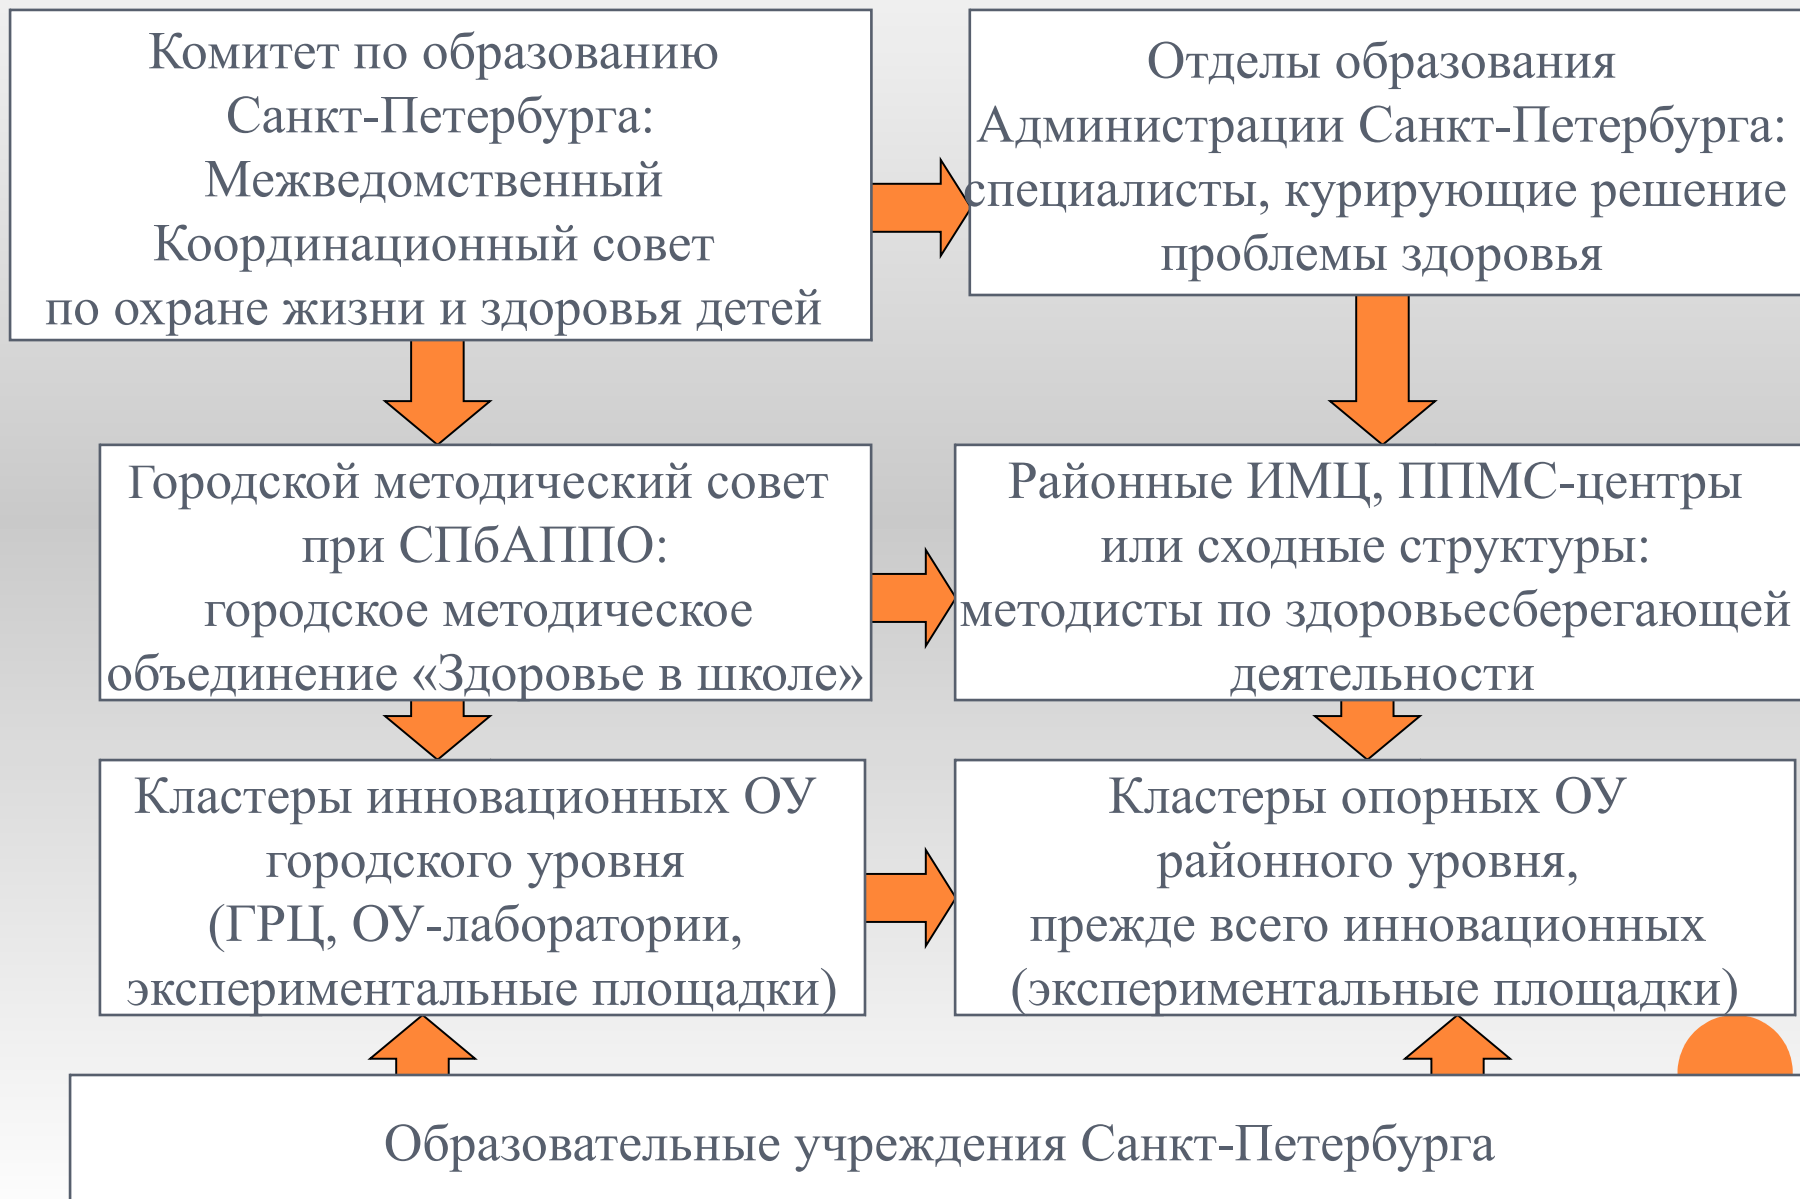 Комитет по образованию
Санкт-Петербурга:
Межведомственный
Координационный совет
по охране жизни и здоровья детей
Отделы образования
Администрации Санкт-Петербурга:
специалисты, курирующие решение
проблемы здоровья
Городской методический совет
при СПбАППО:
городское методическое
объединение «Здоровье в школе»
Районные ИМЦ, ППМС-центры
или сходные структуры:
методисты по здоровьесберегающей
деятельности
Кластеры инновационных ОУ
городского уровня
(ГРЦ, ОУ-лаборатории,
экспериментальные площадки)
Кластеры опорных ОУ
районного уровня,
прежде всего инновационных
(экспериментальные площадки)
Образовательные учреждения Санкт-Петербурга